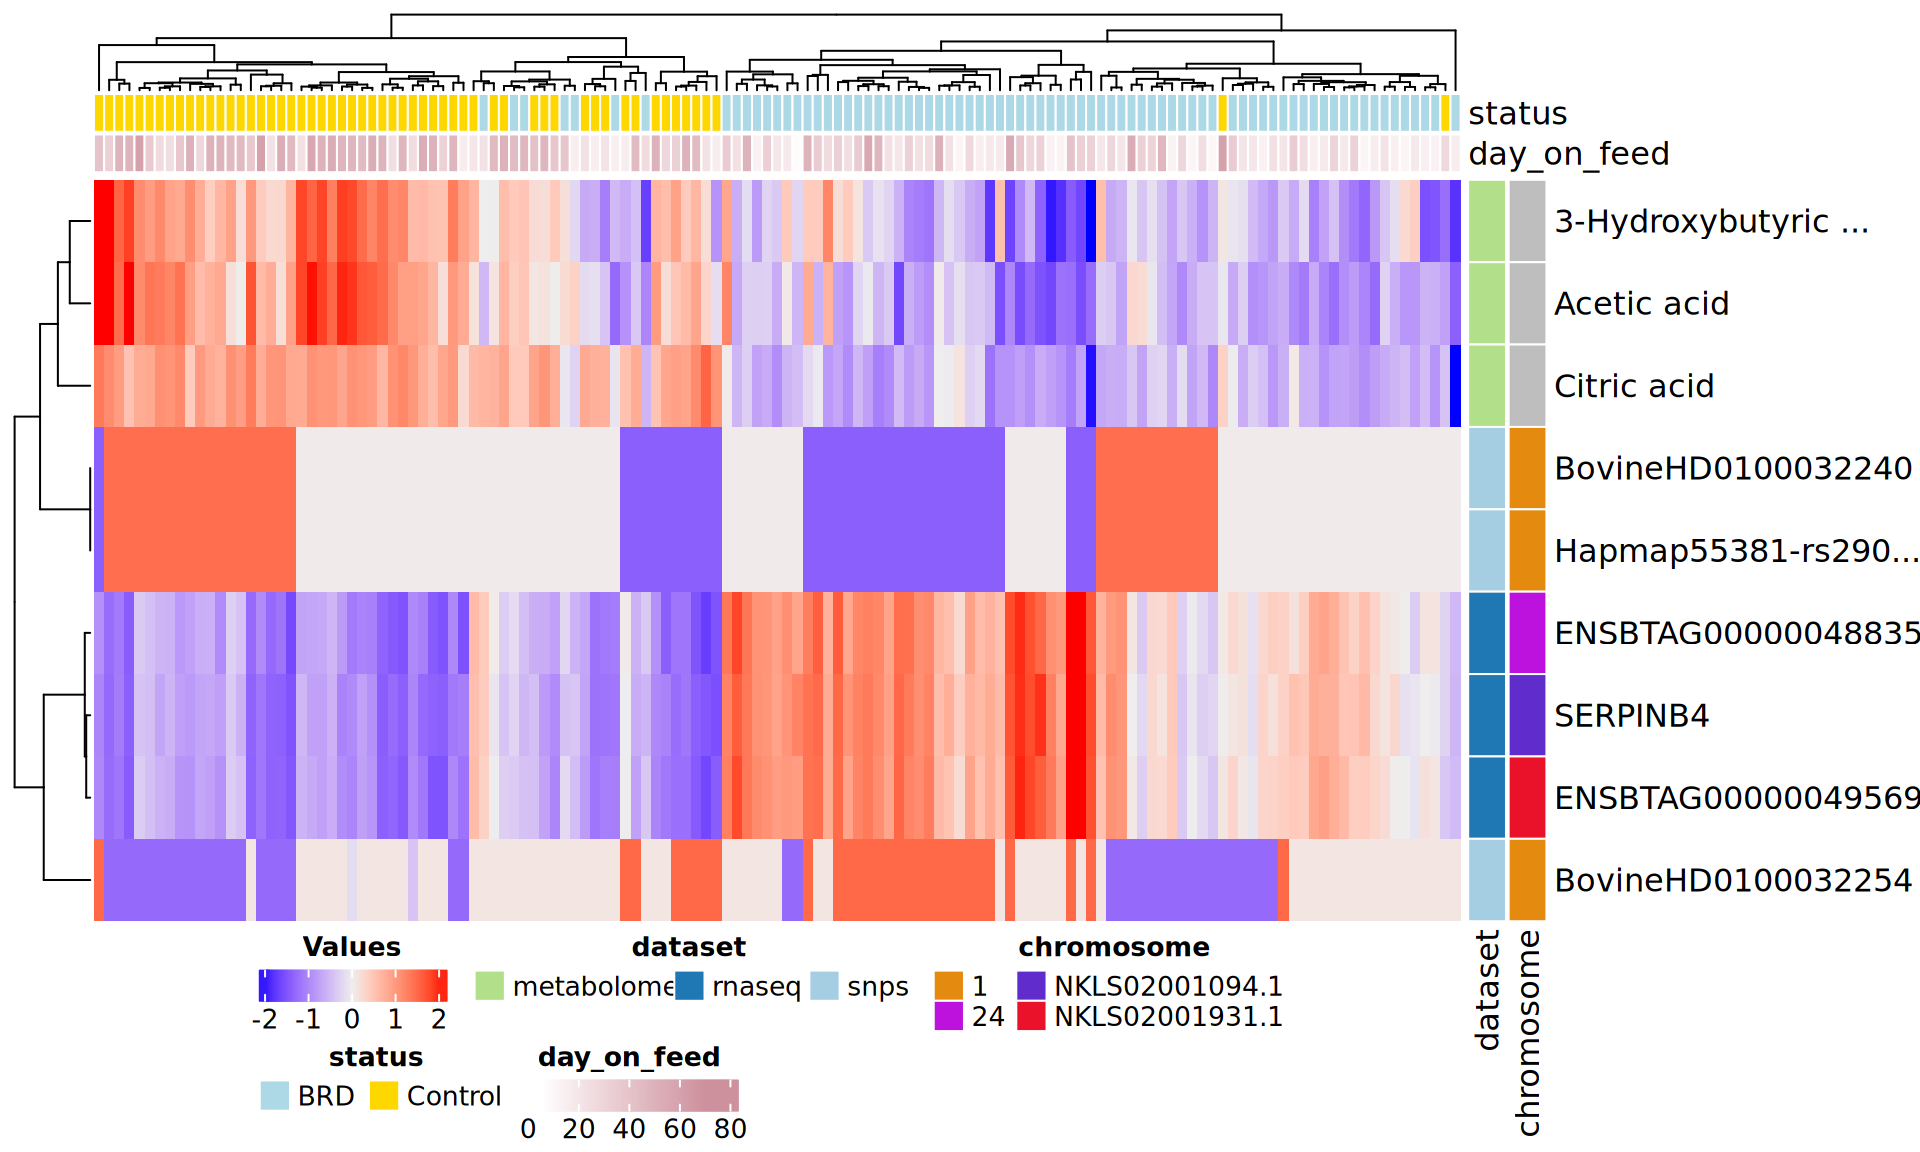 status
day_on_feed
3-Hydroxybutyric ...
Acetic acid
Citric acid
BovineHD0100032240
Hapmap55381-rs290...
ENSBTAG00000048835
SERPINB4
ENSBTAG00000049569
BovineHD0100032254
dataset
chromosome
Values
-2 -1 0 1 2
dataset
metabolome rnaseq snps
chromosome
1 NKLS02001094.1
24 NKLS02001931.1
status
BRD Control
day_on_feed
0 20 40 60 80